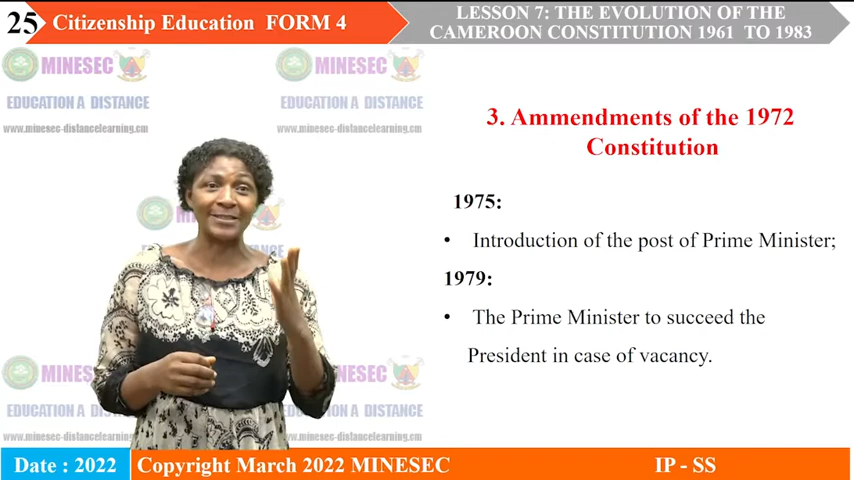 25
Citizenship Education FORM 4
LESSON 7: THE EVOLUTION OF THE
CAMEROON CONSTITUTION 1961 TO 1983
MINESEC
MINESEC
EDUCATION A DISTANCE
EDUCATION A DISTANCE
www.minesec-distancelearning.cm
www.minesec-distancelearning.cm
3. Ammendments of the 1972
Constitution
1975:
• Introduction of the post of Prime Minister;
1979:
• The Prime Minister to succeed the
President in case of vacancy.
MINESEC
EDUCATION A DISTANCE
www.minesec-distancelearning.cm
www.minesec-distancelearning.cm
Date : 2022
Copyright March 2022 MINESEC
IP - SS